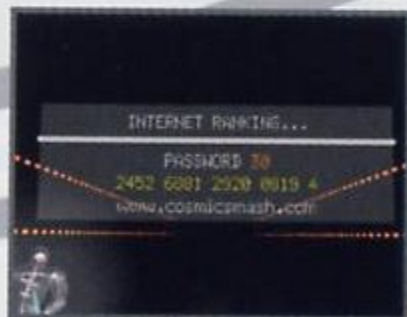 INTERNET RANKING...
PASSWORD 30
2452 6881 2920 0819 4
www.cosmicsmash.com